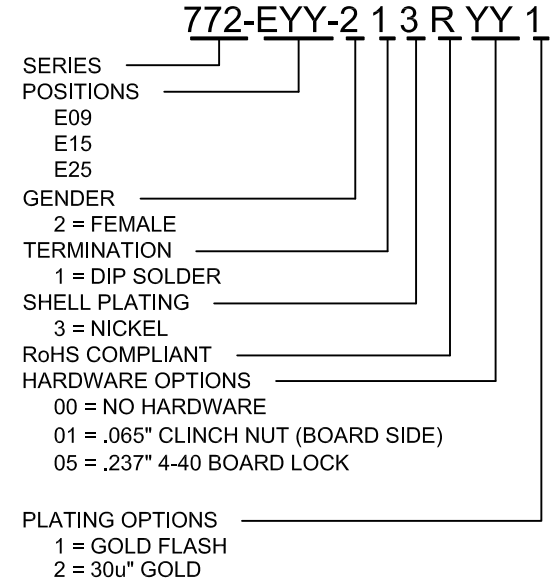 772-EYY-2 1 3 R YY 1
SERIES
POSITIONS
E09
E15
E25
GENDER
2 = FEMALE
TERMINATION
1 = DIP SOLDER
SHELL PLATING
3 = NICKEL
RoHS COMPLIANT
HARDWARE OPTIONS
00 = NO HARDWARE
01 = .065" CLINCH NUT (BOARD SIDE)
05 = .237" 4-40 BOARD LOCK
PLATING OPTIONS
1 = GOLD FLASH
2 = 30u" GOLD